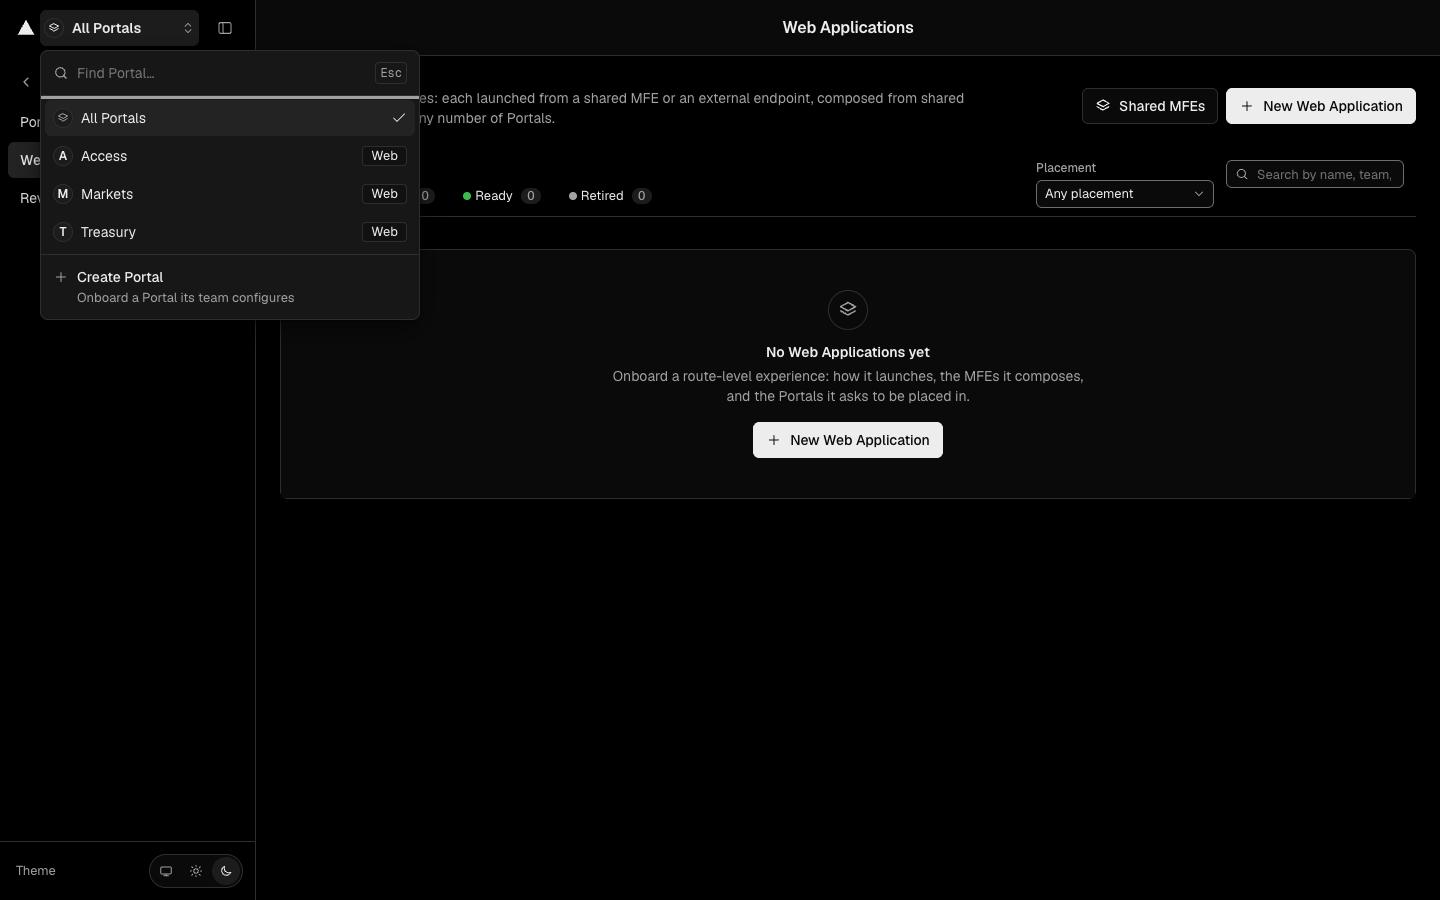 All Portals
Web Applications
Find Portal...
Esc
All Portals
Access
Web
Markets
Web
Treasury
Web
Create Portal
Onboard a Portal its team configures
each launched from a shared MFE or an external endpoint, composed from shared
number of Portals.
Shared MFEs
New Web Application
0
Ready
0
Retired
0
Placement
Any placement
Search by name, team,
No Web Applications yet
Onboard a route-level experience: how it launches, the MFEs it composes,
and the Portals it asks to be placed in.
New Web Application
Theme